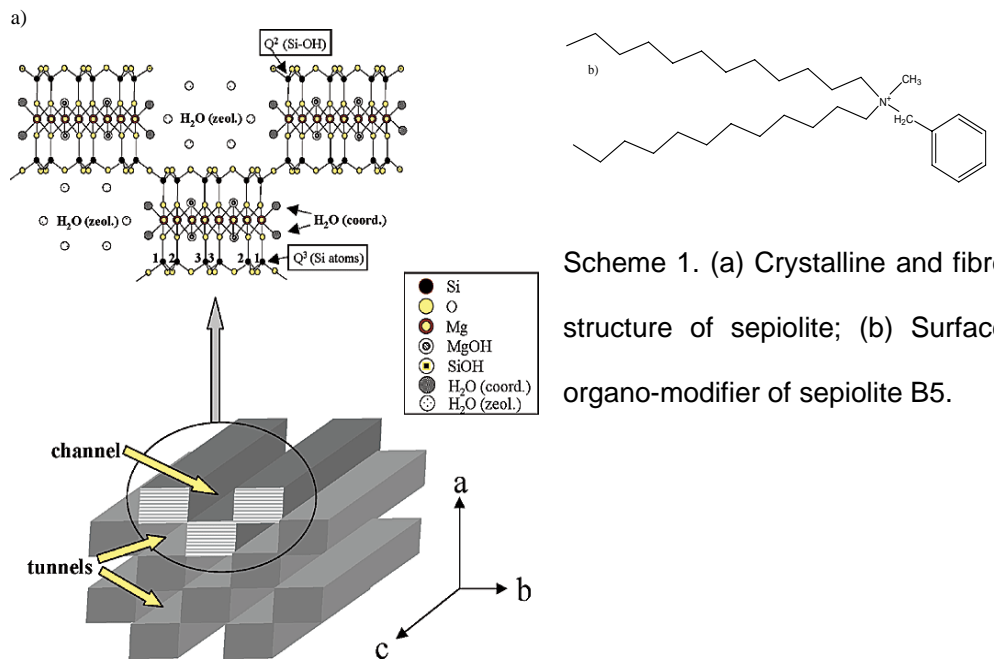 a)
Q² (Si-OH)
H₂O (zeol.)
H₂O (zeol.)
H₂O (coord.)
1 2 3 3 2 1
Q³ (Si atoms)
Si
O
Mg
MgOH
SiOH
H₂O (coord.)
H₂O (zeol.)
channel
tunnels
a
b
c
b)
CH₃
N⁺
H₂C
Scheme 1. (a) Crystalline and fibre
structure of sepiolite; (b) Surface
organo-modifier of sepiolite B5.